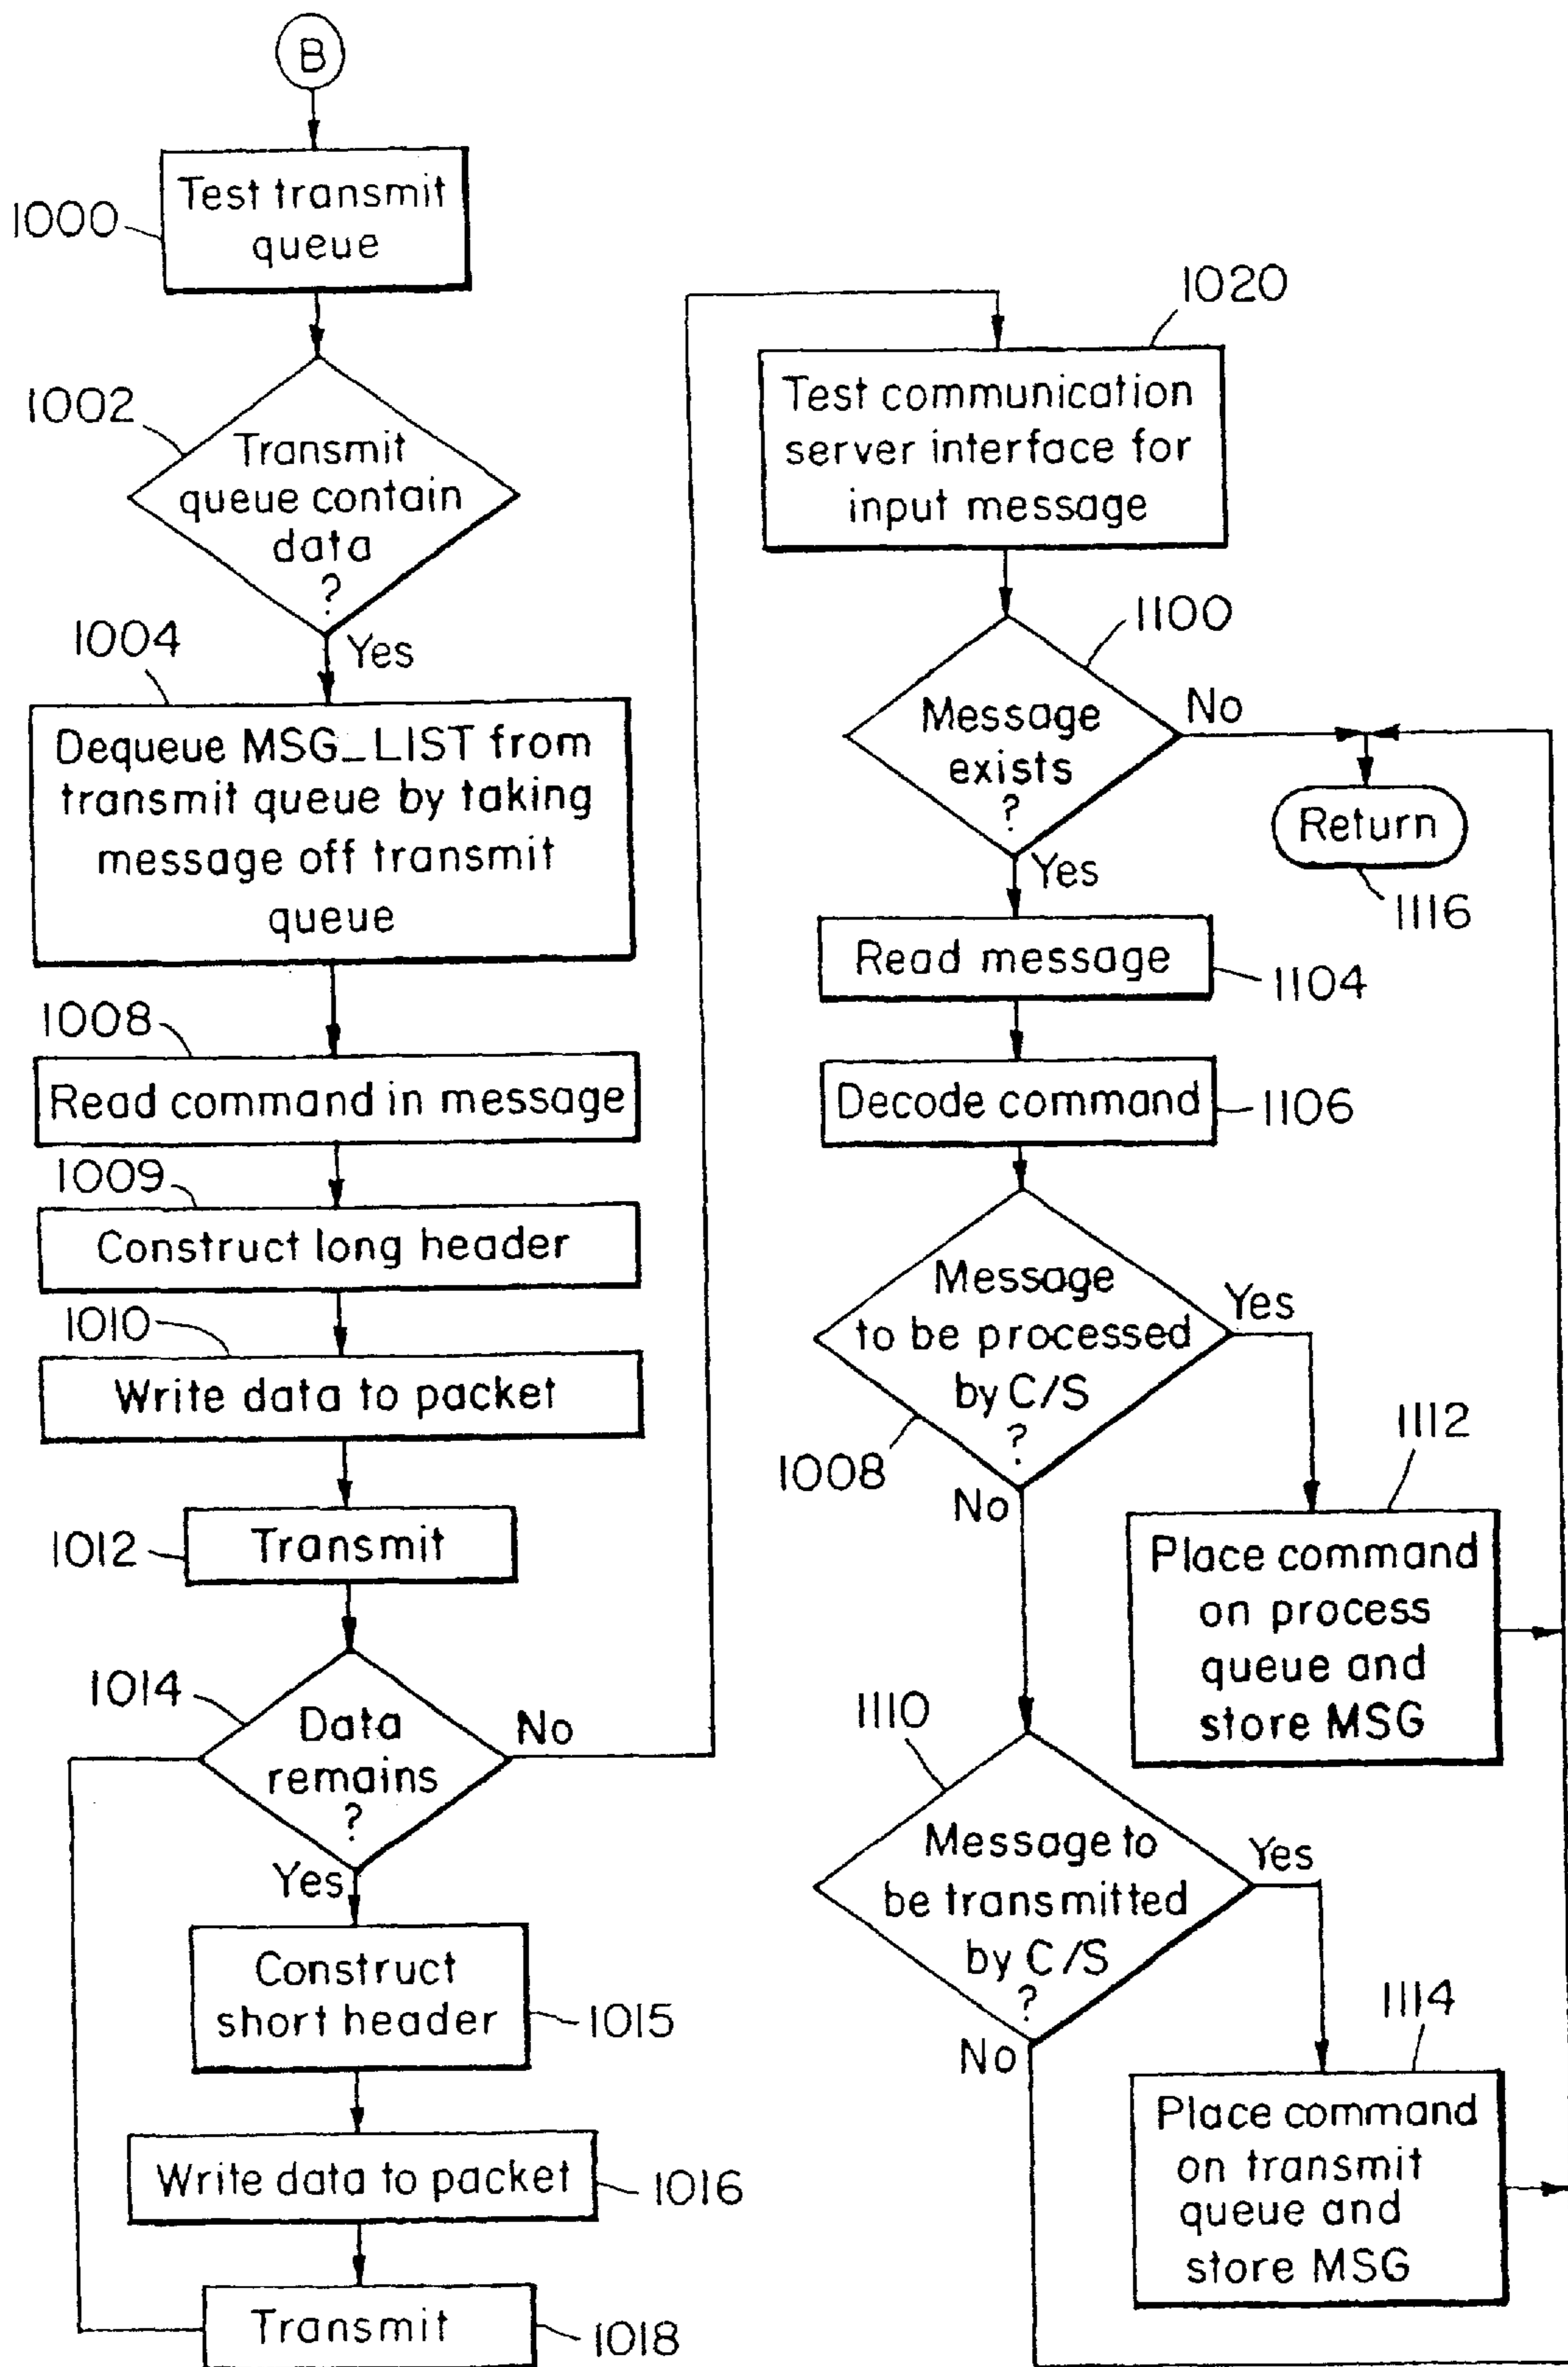 B
1000
Test transmit
queue
1002
Transmit
queue contain
data
?
Yes
1004
Dequeue MSG_LIST from
transmit queue by taking
message off transmit
queue
1008
Read command in message
1009
Construct long header
1010
Write data to packet
1012
Transmit
1014
Data
remains
?
No
Yes
Construct
short header
1015
Write data to packet
1016
Transmit
1018
1020
Test communication
server interface for
input message
1100
Message
exists
?
No
Yes
Return
1116
Read message
1104
Decode command
1106
Message
to be processed
by C/S
?
Yes
1008
No
1112
Place command
on process
queue and
store MSG
1110
Message to
be transmitted
by C/S
?
Yes
No
1114
Place command
on transmit
queue and
store MSG